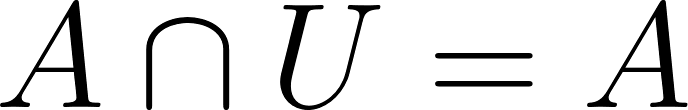 A ∩ U = A